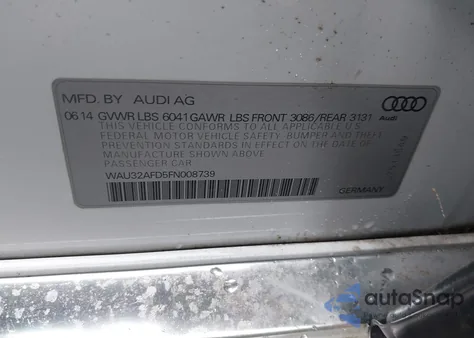 MFD. BY AUDI AG
06 14 GVWR LBS 6041 GAWR LBS FRONT 3086/REAR 3131
THIS VEHICLE CONFORMS TO ALL APPLICABLE U.S.
FEDERAL MOTOR VEHICLE SAFETY, BUMPER AND THEFT
PREVENTION STANDARDS IN EFFECT ON THE DATE OF
MANUFACTURE SHOWN ABOVE.
PASSENGER CAR
WAU32AFD5FN008739
GERMANY
Audi
autoSnap